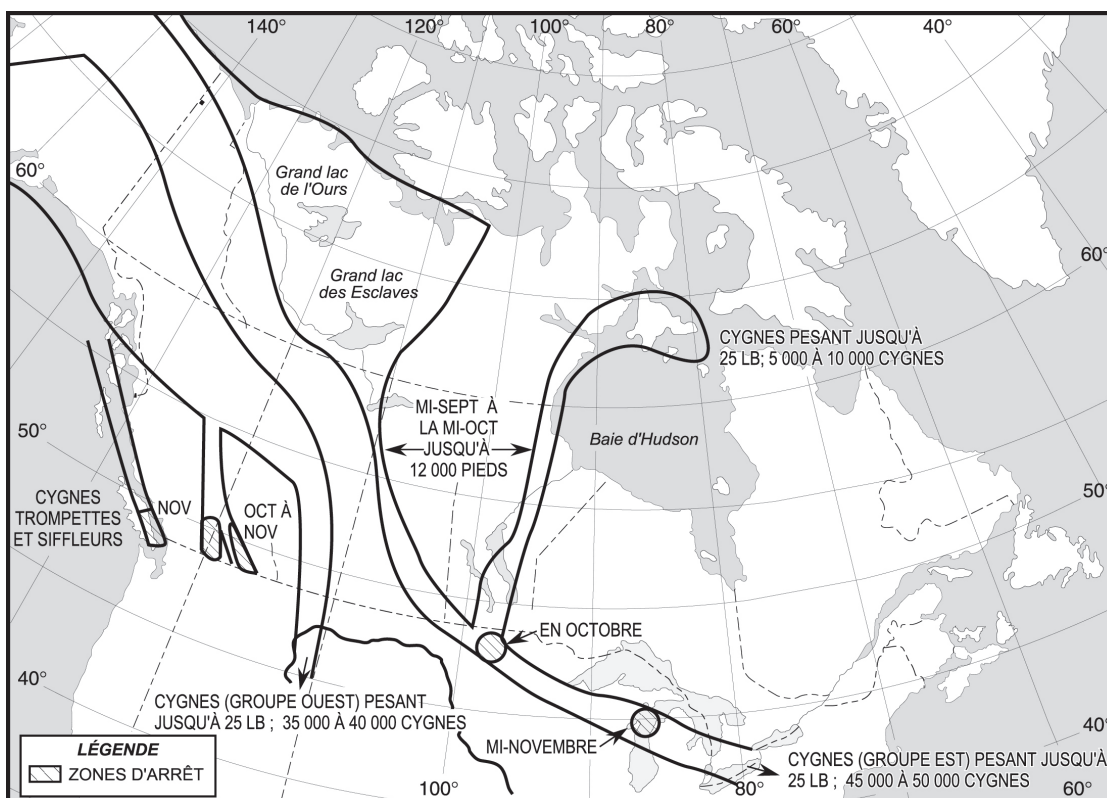 140°
120°
100°
80°
60°
40°
60°
Grand lac
de l'Ours
Grand lac
des Esclaves
60°
CYGNES PESANT JUSQU'À
25 LB; 5 000 À 10 000 CYGNES
MI-SEPT À
LA MI-OCT
JUSQU'À
12 000 PIEDS
Baie d'Hudson
50°
50°
CYGNES
TROMPETTES
ET SIFFLEURS
NOV
OCT À
NOV
EN OCTOBRE
40°
CYGNES (GROUPE OUEST) PESANT
JUSQU'À 25 LB ; 35 000 À 40 000 CYGNES
MI-NOVEMBRE
40°
CYGNES (GROUPE EST) PESANT JUSQU'À
25 LB ; 45 000 À 50 000 CYGNES
LÉGENDE
ZONES D'ARRÊT
100°
80°
60°